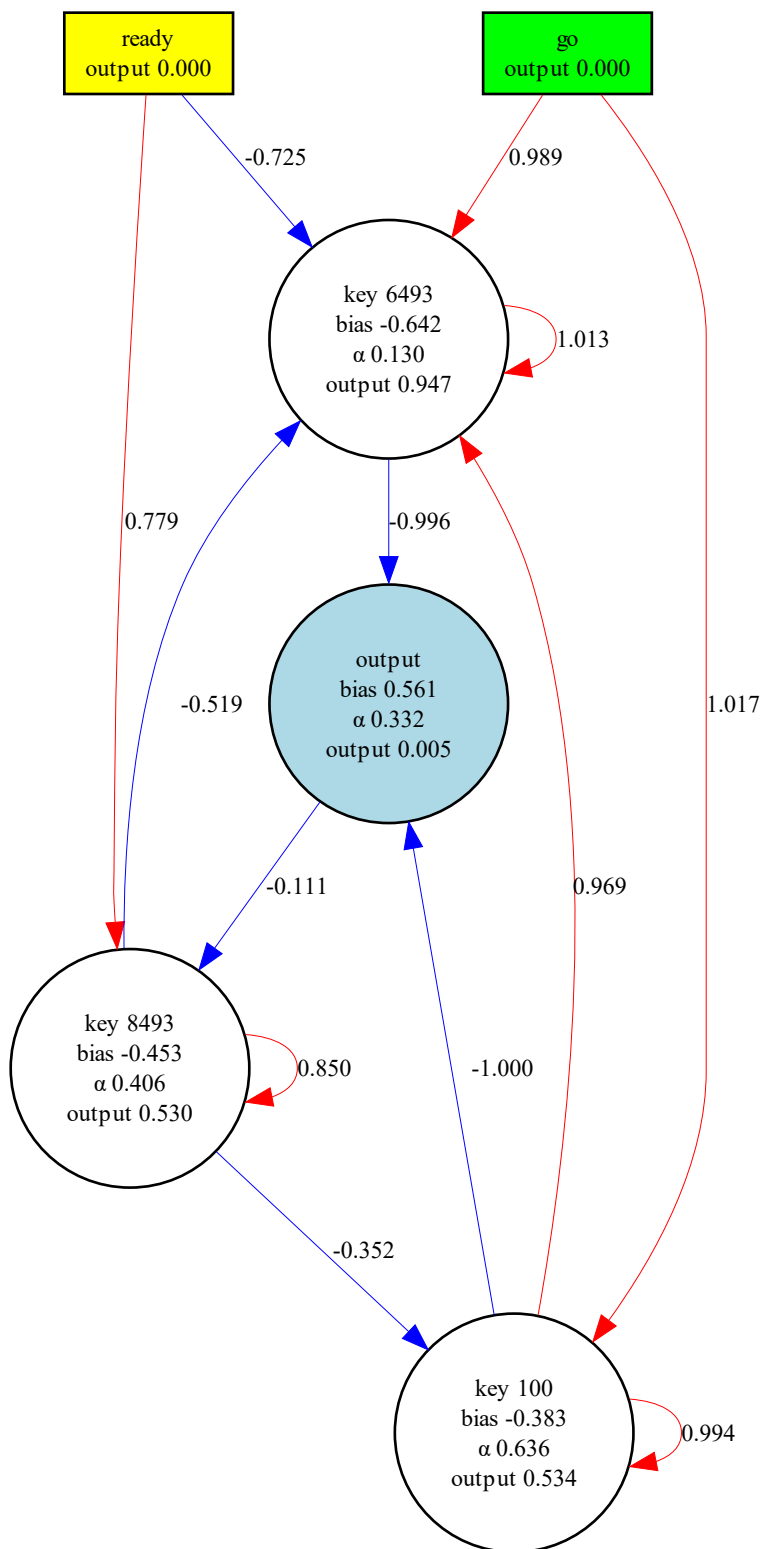 ready
output 0.000
go
output 0.000
-0.725
0.989
key 6493
bias -0.642
α 0.130
output 0.947
1.013
0.779
-0.996
output
bias 0.561
α 0.332
output 0.005
-0.519
1.017
-0.111
0.969
key 8493
bias -0.453
α 0.406
output 0.530
0.850
-1.000
-0.352
key 100
bias -0.383
α 0.636
output 0.534
0.994